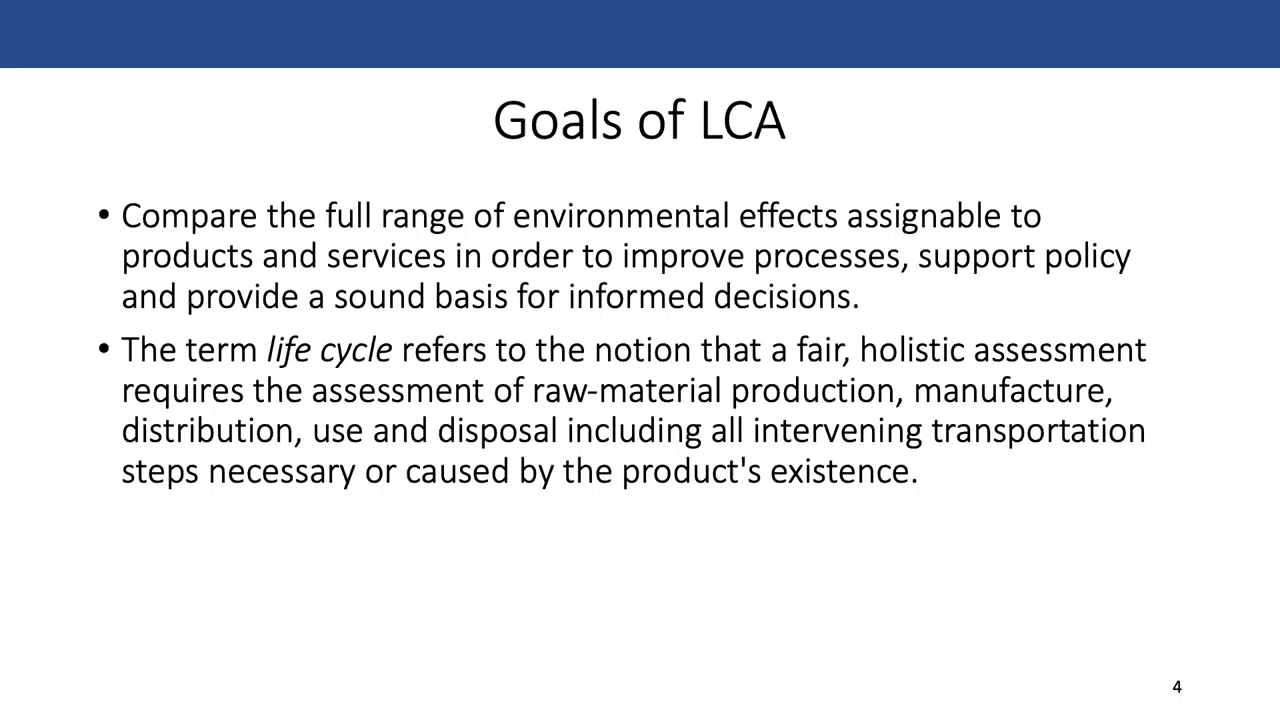 Goals of LCA
• Compare the full range of environmental effects assignable to
products and services in order to improve processes, support policy
and provide a sound basis for informed decisions.
• The term life cycle refers to the notion that a fair, holistic assessment
requires the assessment of raw-material production, manufacture,
distribution, use and disposal including all intervening transportation
steps necessary or caused by the product's existence.
4